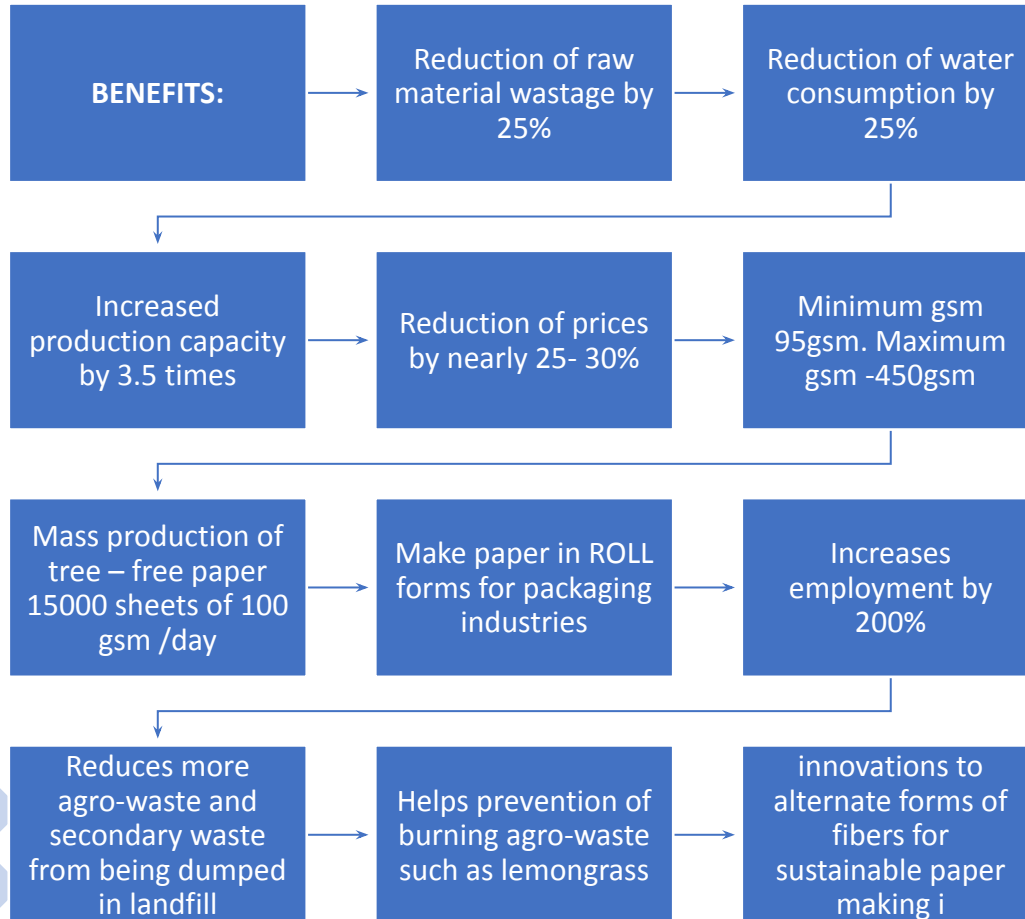 BENEFITS:
Reduction of raw
material wastage by
25%
Reduction of water
consumption by
25%
Increased
production capacity
by 3.5 times
Reduction of prices
by nearly 25- 30%
Minimum gsm
95gsm. Maximum
gsm -450gsm
Mass production of
tree – free paper
15000 sheets of 100
gsm /day
Make paper in ROLL
forms for packaging
industries
Increases
employment by
200%
Reduces more
agro-waste and
secondary waste
from being dumped
in landfill
Helps prevention of
burning agro-waste
such as lemongrass
innovations to
alternate forms of
fibers for
sustainable paper
making i